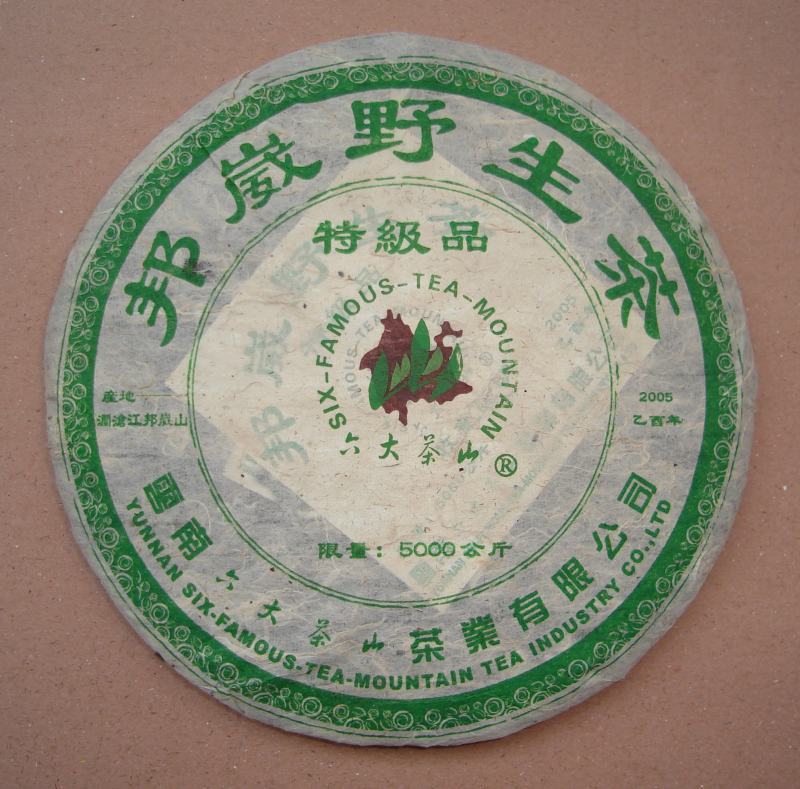 邦崴野生茶
特級品
SIX-FAMOUS-TEA-MOUNTAIN
六大茶山®
産地
瀾滄江邦崴山
2005
乙酉年
限量：5000公斤
雲南六大茶山茶業有限公司
YUNNAN SIX-FAMOUS-TEA-MOUNTAIN TEA INDUSTRY CO.,LTD